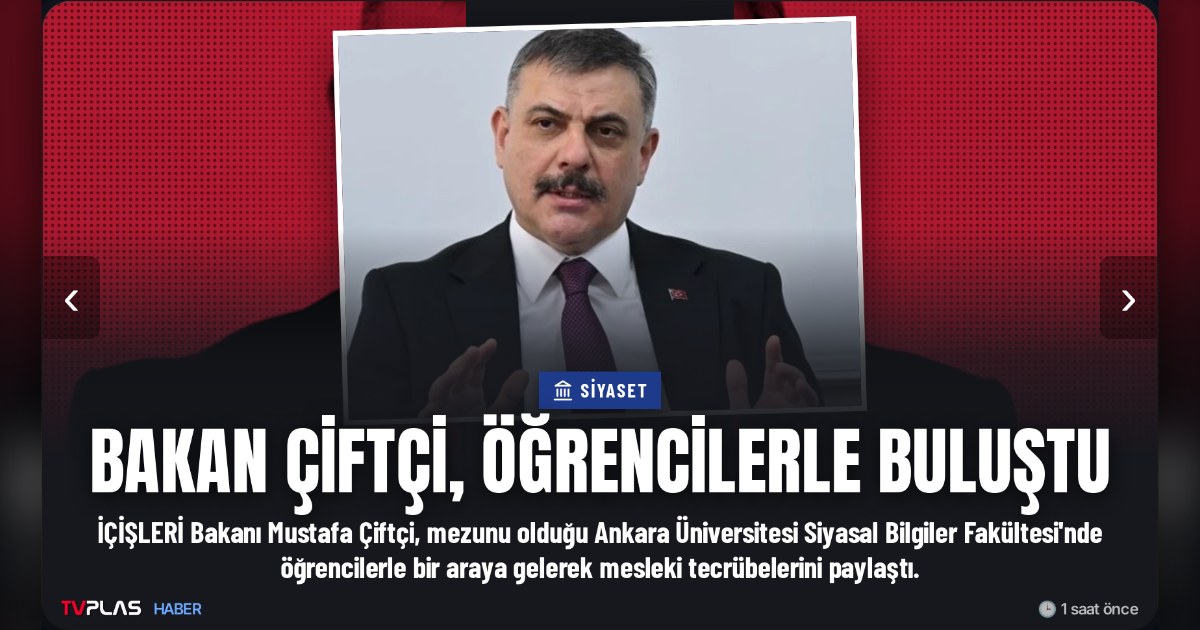 SİYASET
BAKAN ÇİFTÇİ, ÖĞRENCİLERLE BULUŞTU
İÇİŞLERİ Bakanı Mustafa Çiftçi, mezunu olduğu Ankara Üniversitesi Siyasal Bilgiler Fakültesi'nde
öğrencilerle bir araya gelerek mesleki tecrübelerini paylaştı.
TVPLAS HABER
1 saat önce